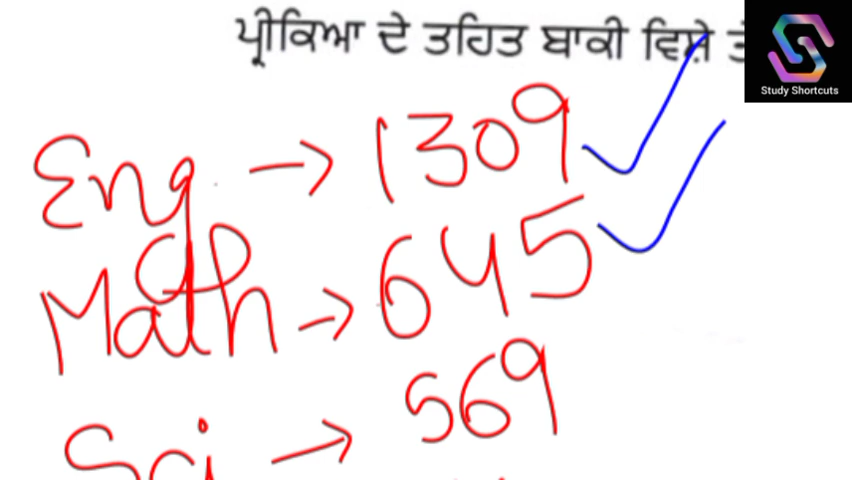 ਪ੍ਰੀਕਿਆ ਦੇ ਤਹਿਤ ਬਾਕੀ ਵਿਸ਼ੇ
Study Shortcuts
Eng → 1309
Math → 645
Sci → 569